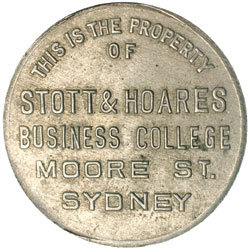 THIS IS THE PROPERTY
OF
STOTT & HOARES
BUSINESS COLLEGE
MOORE ST.
SYDNEY